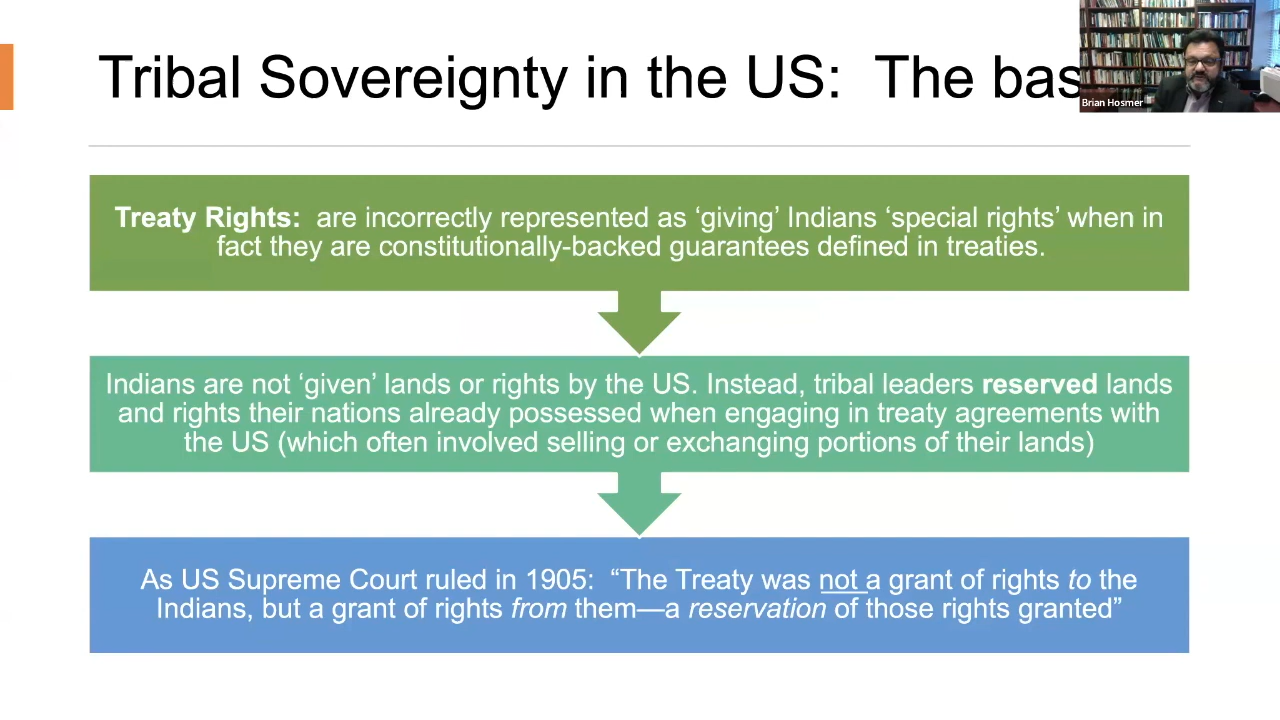 Tribal Sovereignty in the US:  The bas
Brian Hosmer
Treaty Rights:  are incorrectly represented as ‘giving’ Indians ‘special rights’ when in
fact they are constitutionally-backed guarantees defined in treaties.
Indians are not ‘given’ lands or rights by the US. Instead, tribal leaders reserved lands
and rights their nations already possessed when engaging in treaty agreements with
the US (which often involved selling or exchanging portions of their lands)
As US Supreme Court ruled in 1905:  “The Treaty was not a grant of rights to the
Indians, but a grant of rights from them—a reservation of those rights granted”